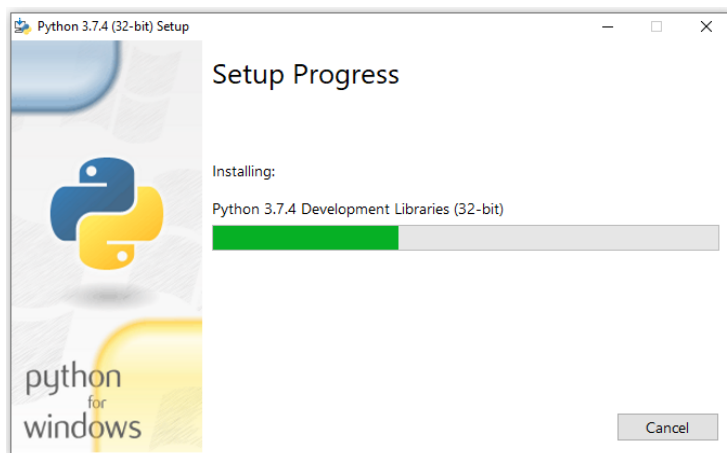 Python 3.7.4 (32-bit) Setup
Setup Progress
Installing:
Python 3.7.4 Development Libraries (32-bit)
python
for
windows
Cancel